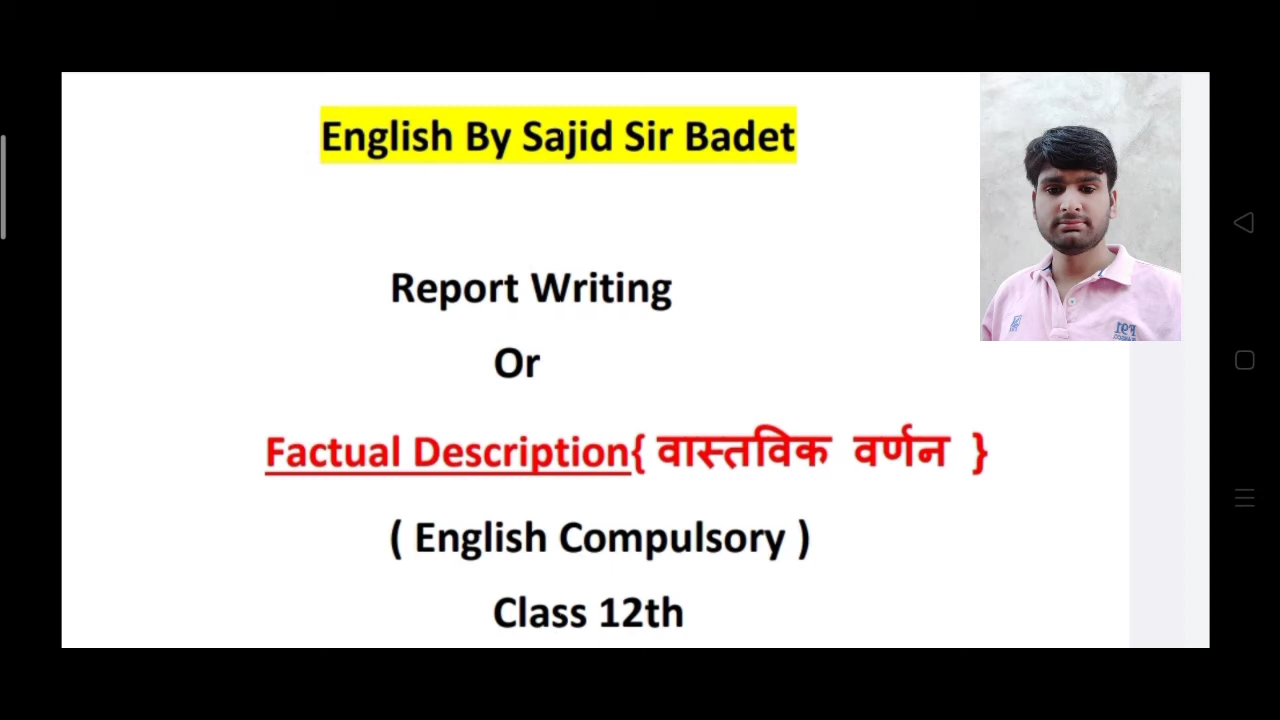 English By Sajid Sir Badet
Report Writing
Or
Factual Description{ वास्तविक वर्णन }
( English Compulsory )
Class 12th